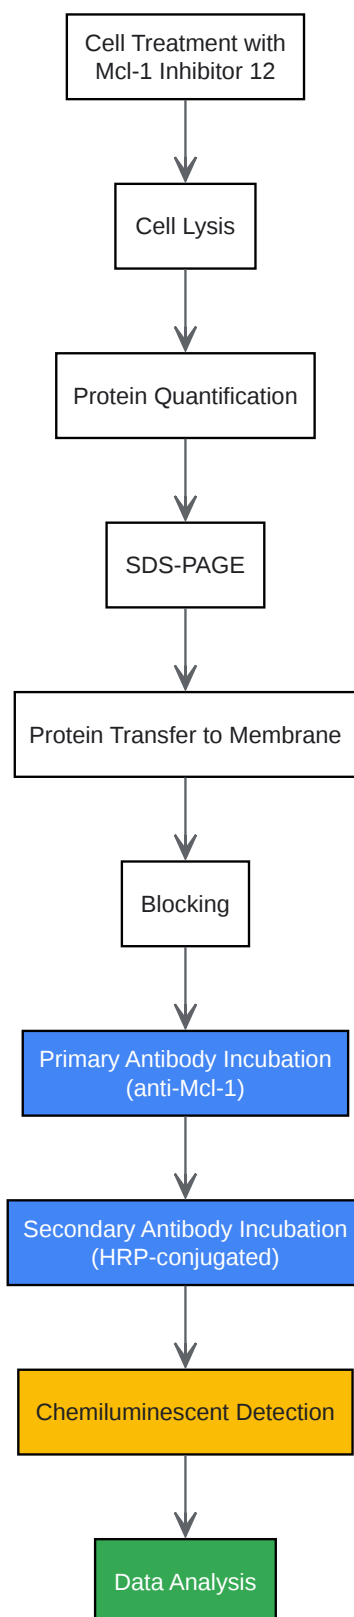 Cell Treatment with
Mcl-1 Inhibitor 12
Cell Lysis
Protein Quantification
SDS-PAGE
Protein Transfer to Membrane
Blocking
Primary Antibody Incubation
(anti-Mcl-1)
Secondary Antibody Incubation
(HRP-conjugated)
Chemiluminescent Detection
Data Analysis